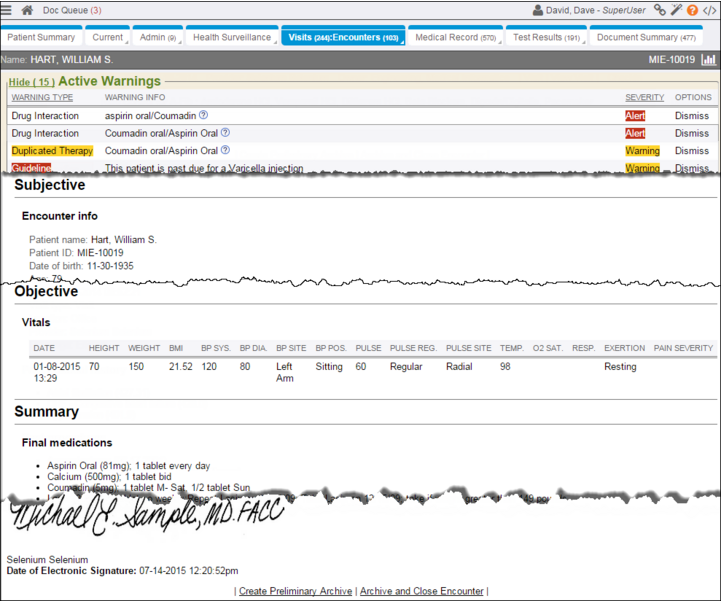 Doc Queue (3)
David, Dave - SuperUser
Patient Summary
Current
Admin (9)
Health Surveillance
Visits (244):Encounters (103)
Medical Record (570)
Test Results (191)
Document Summary (477)
Name: HART, WILLIAM S.
MIE-10019
Hide ( 15 ) Active Warnings
WARNING TYPE WARNING INFO SEVERITY OPTIONS
Drug Interaction aspirin oral/Coumadin Alert Dismiss
Drug Interaction Coumadin oral/Aspirin Oral Alert Dismiss
Duplicated Therapy Coumadin oral/Aspirin Oral Warning Dismiss
Guideline This patient is past due for a Varicella injection Warning Dismiss
Subjective
Encounter info
Patient name: Hart, William S.
Patient ID: MIE-10019
Date of birth: 11-30-1935
79
Objective
Vitals
DATE HEIGHT WEIGHT BMI BP SYS. BP DIA. BP SITE BP POS. PULSE PULSE REG. PULSE SITE TEMP. O2 SAT. RESP. EXERTION PAIN SEVERITY
01-08-2015 70 150 21.52 120 80 Left Sitting 60 Regular Radial 98 Resting
13:29 Arm
Summary
Final medications
• Aspirin Oral (81mg); 1 tablet every day
• Calcium (500mg); 1 tablet bid
• Coumadin (5mg); 1 tablet M- Sat, 1/2 tablet Sun
Michael J. Sample, MD. FACC
Selenium Selenium
Date of Electronic Signature: 07-14-2015 12:20:52pm
| Create Preliminary Archive | Archive and Close Encounter |